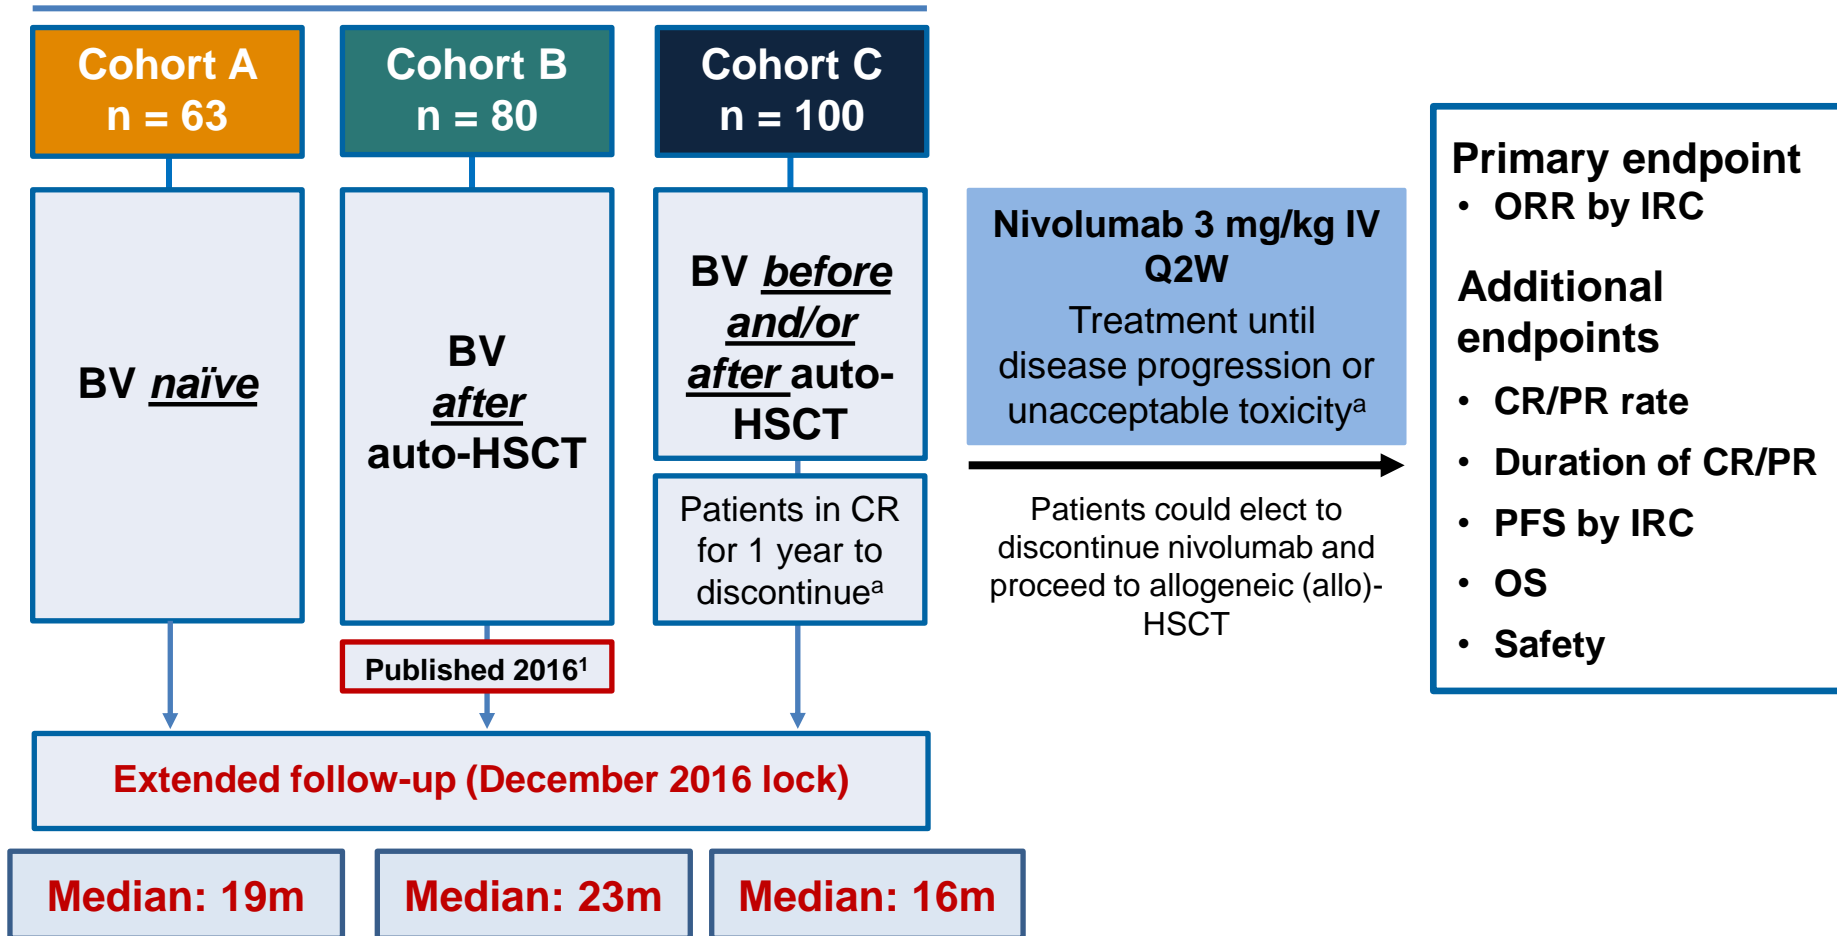 Cohort A
n = 63
Cohort B
n = 80
Cohort C
n = 100
BV naïve
BV
after
auto-HSCT
BV before
and/or
after auto-
HSCT
Patients in CR
for 1 year to
discontinueᵃ
Published 2016¹
Extended follow-up (December 2016 lock)
Median: 19m
Median: 23m
Median: 16m
Nivolumab 3 mg/kg IV
Q2W
Treatment until
disease progression or
unacceptable toxicityᵃ
Patients could elect to
discontinue nivolumab and
proceed to allogeneic (allo)-
HSCT
Primary endpoint
• ORR by IRC
Additional
endpoints
• CR/PR rate
• Duration of CR/PR
• PFS by IRC
• OS
• Safety